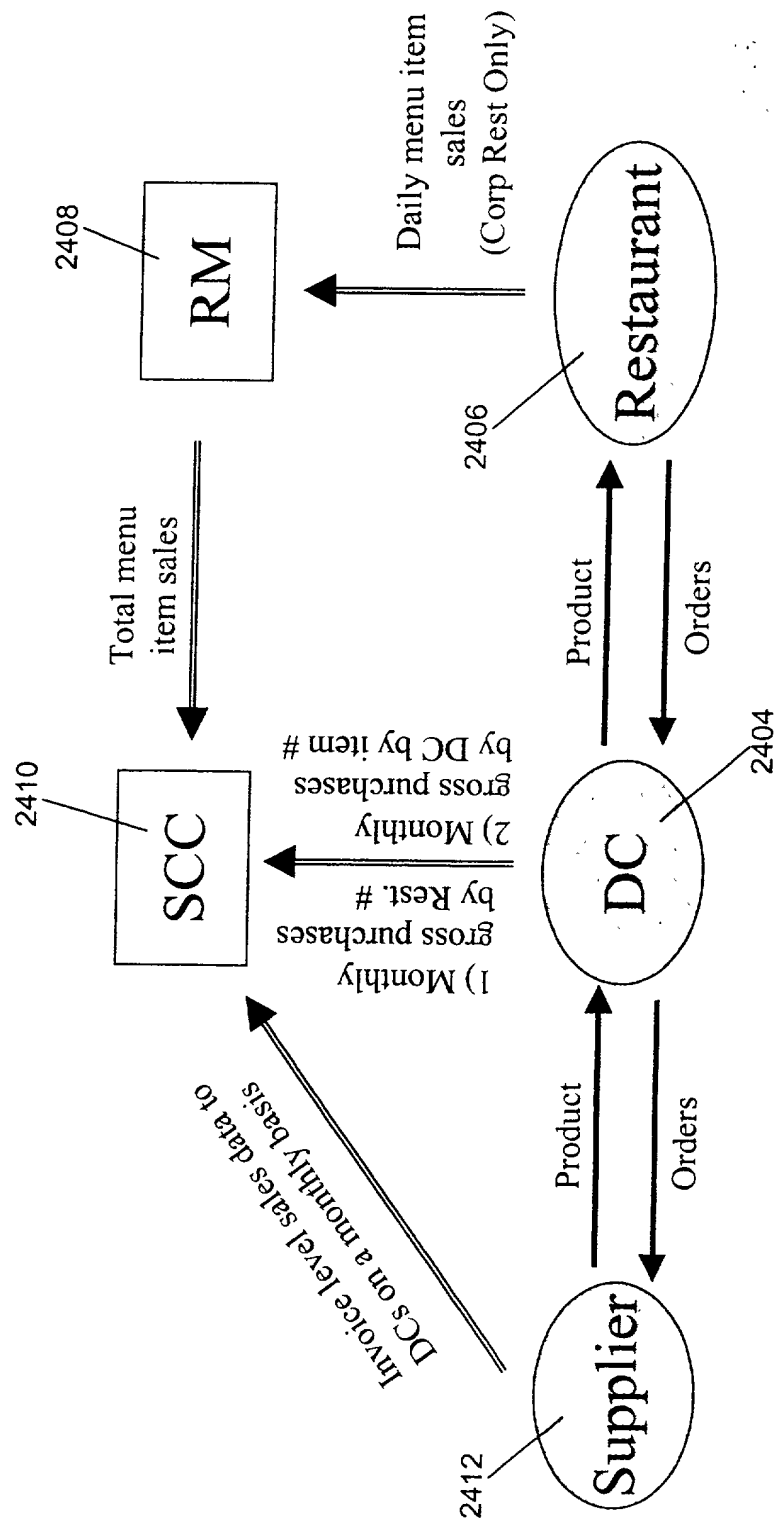 2410
SCC
Total menu
item sales
2408
RM
Invoice level sales data to
DCs on a monthly basis
1) Monthly
gross purchases
by Rest. #
2) Monthly
gross purchases
by DC by item #
Daily menu item
sales
(Corp Rest Only)
2412
Supplier
Product
Orders
DC
2404
Product
Orders
2406
Restaurant